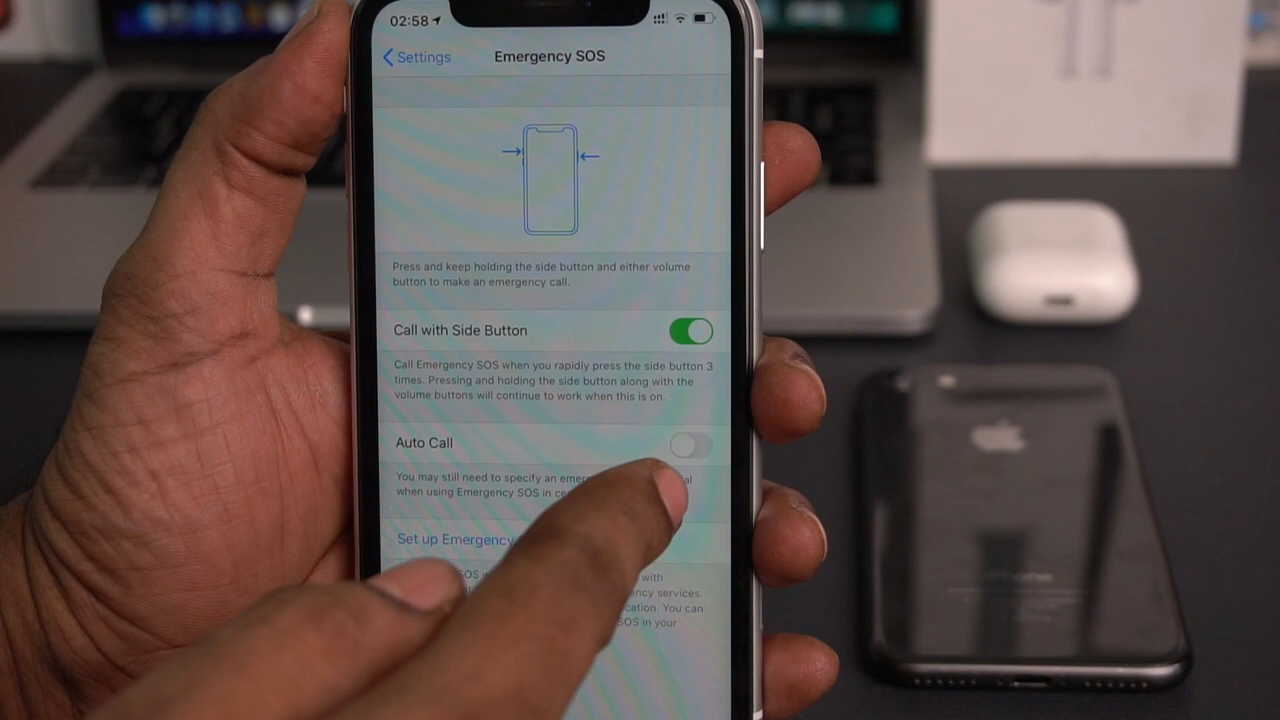 02:58
Settings
Emergency SOS
Press and keep holding the side button and either volume
button to make an emergency call.
Call with Side Button
Call Emergency SOS when you rapidly press the side button 3
times. Pressing and holding the side button along with the
volume buttons will continue to work when this is on.
Auto Call
You may still need to specify an
when using Emergency SOS in
Set up Emergency
SOS with
services.
You can
SOS in your
iPhone